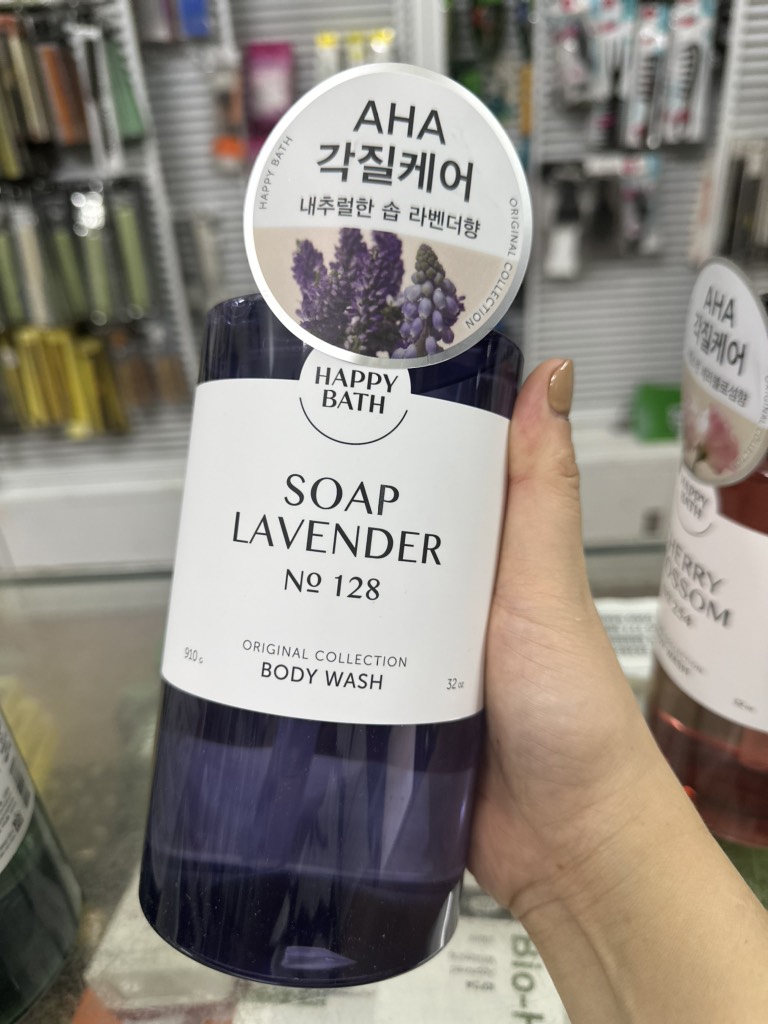 AHA
각질케어
내추럴한 솝 라벤더향
HAPPY BATH
ORIGINAL COLLECTION
HAPPY
BATH
SOAP
LAVENDER
№ 128
ORIGINAL COLLECTION
BODY WASH
910 G
32 oz
AHA
각질케어
HAPPY
BATH